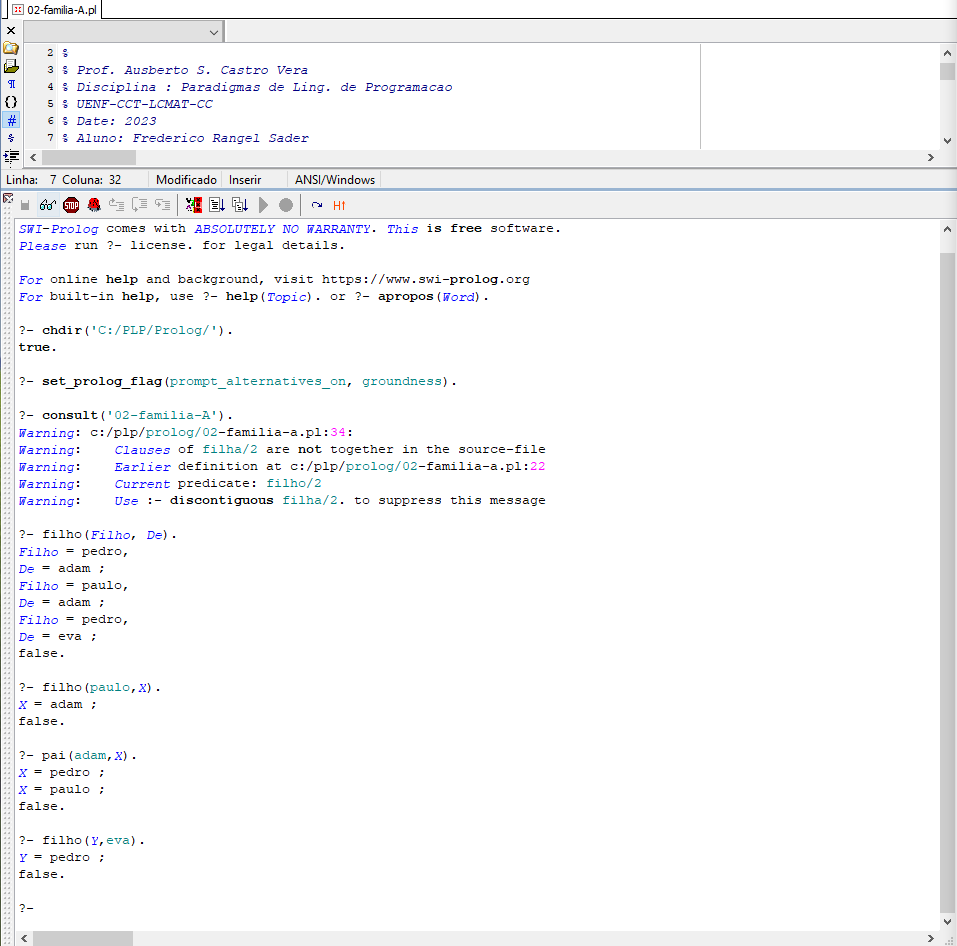 02-familia-A.pl
2 %
3 % Prof. Ausberto S. Castro Vera
4 % Disciplina : Paradigmas de Ling. de Programacao
5 % UENF-CCT-LCMAT-CC
6 % Date: 2023
7 % Aluno: Frederico Rangel Sader
Linha: 7 Coluna: 32 Modificado Inserir ANSI/Windows
STOP
SWI-Prolog comes with ABSOLUTELY NO WARRANTY. This is free software.
Please run ?- license. for legal details.
For online help and background, visit https://www.swi-prolog.org
For built-in help, use ?- help(Topic). or ?- apropos(Word).
?- chdir('C:/PLP/Prolog/').
true.
?- set_prolog_flag(prompt_alternatives_on, groundness).
?- consult('02-familia-A').
Warning: c:/plp/prolog/02-familia-a.pl:34:
Warning:    Clauses of filha/2 are not together in the source-file
Warning:    Earlier definition at c:/plp/prolog/02-familia-a.pl:22
Warning:    Current predicate: filho/2
Warning:    Use :- discontiguous filha/2. to suppress this message
?- filho(Filho, De).
Filho = pedro,
De = adam ;
Filho = paulo,
De = adam ;
Filho = pedro,
De = eva ;
false.
?- filho(paulo,X).
X = adam ;
false.
?- pai(adam,X).
X = pedro ;
X = paulo ;
false.
?- filho(Y,eva).
Y = pedro ;
false.
?-